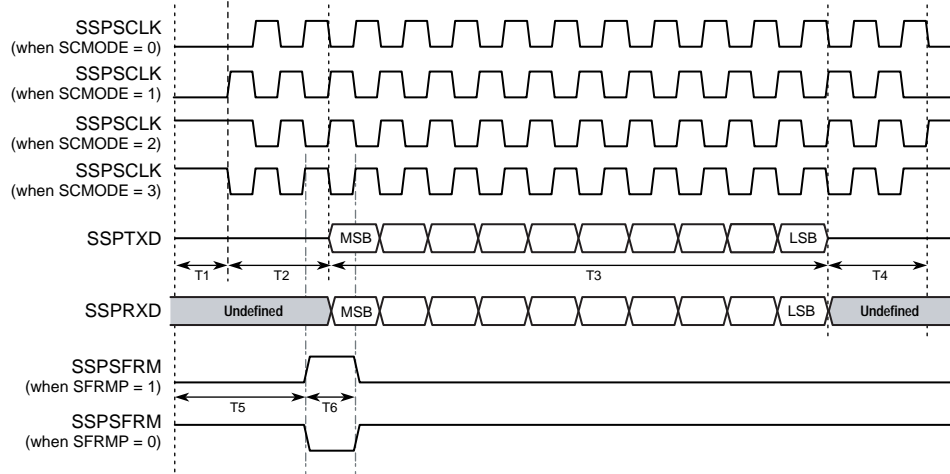 SSPSCLK
(when SCMODE = 0)
SSPSCLK
(when SCMODE = 1)
SSPSCLK
(when SCMODE = 2)
SSPSCLK
(when SCMODE = 3)
SSPTXD MSB LSB
T1 T2 T3 T4
SSPRXD Undefined MSB LSB Undefined
SSPSFRM
(when SFRMP = 1)
T5 T6
SSPSFRM
(when SFRMP = 0)